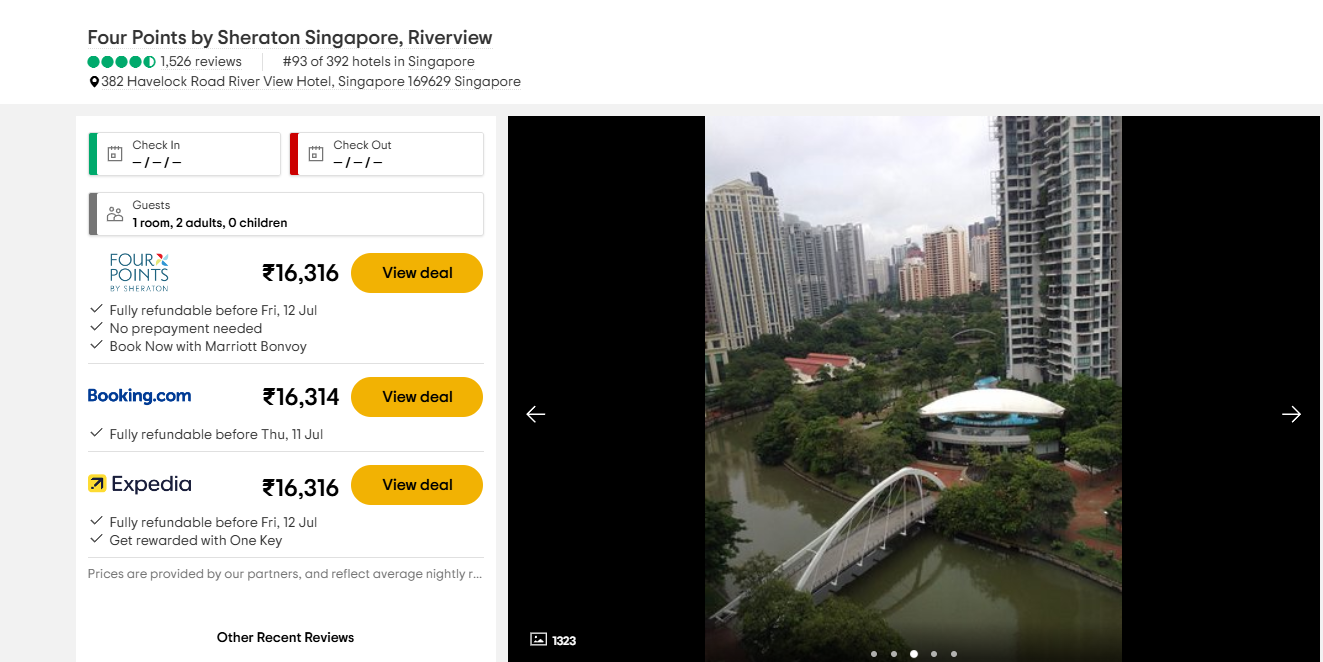 Four Points by Sheraton Singapore, Riverview
1,526 reviews
#93 of 392 hotels in Singapore
382 Havelock Road River View Hotel, Singapore 169629 Singapore
Check In
– / – / –
Check Out
– / – / –
Guests
1 room, 2 adults, 0 children
FOUR
POINTS
BY SHERATON
₹16,316
View deal
Fully refundable before Fri, 12 Jul
No prepayment needed
Book Now with Marriott Bonvoy
Booking.com
₹16,314
View deal
Fully refundable before Thu, 11 Jul
Expedia
₹16,316
View deal
Fully refundable before Fri, 12 Jul
Get rewarded with One Key
Prices are provided by our partners, and reflect average nightly r...
Other Recent Reviews
1323